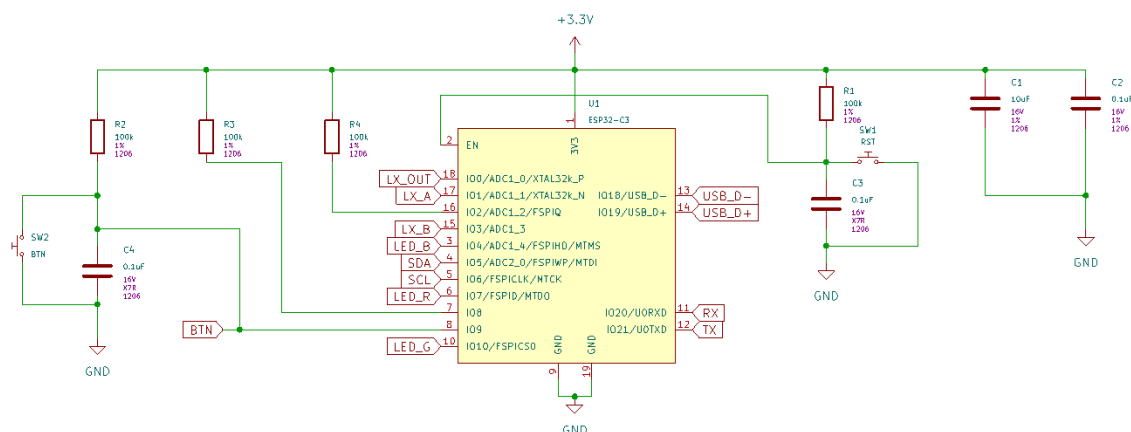 +3.3V
R2
100k
1%
1206
R3
100k
1%
1206
R4
100k
1%
1206
U1
ESP32-C3
R1
100k
1%
1206
SW1
RST
C1
10uF
16V
1%
1206
C2
0.1uF
16V
1%
1206
1
3V3
2
EN
LX_OUT
18
IO0/ADC1_0/XTAL32k_P
LX_A
17
IO1/ADC1_1/XTAL32k_N
16
IO2/ADC1_2/FSPIQ
LX_B
15
IO3/ADC1_3
LED_B
3
IO4/ADC1_4/FSPIHD/MTMS
SDA
4
IO5/ADC2_0/FSPIWP/MTDI
SCL
5
IO6/FSPICLK/MTCK
LED_R
6
IO7/FSPID/MTDO
7
IO8
BTN
8
IO9
LED_G
10
IO10/FSPICS0
IO18/USB_D-
13
USB_D-
IO19/USB_D+
14
USB_D+
IO20/U0RXD
11
RX
IO21/U0TXD
12
TX
GND
9
GND
19
GND
C3
0.1uF
16V
X7R
1206
GND
GND
SW2
BTN
C4
0.1uF
16V
X7R
1206
GND